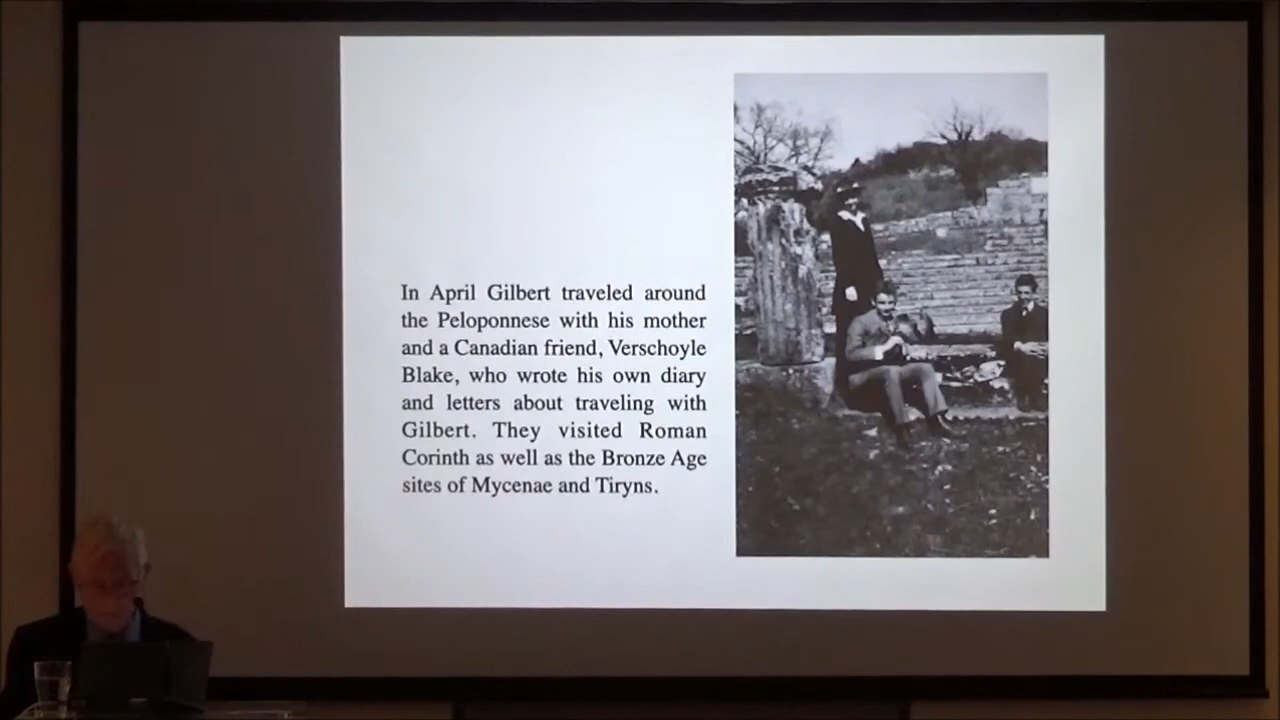 In April Gilbert traveled around
the Peloponnese with his mother
and a Canadian friend, Verschoyle
Blake, who wrote his own diary
and letters about traveling with
Gilbert. They visited Roman
Corinth as well as the Bronze Age
sites of Mycenae and Tiryns.